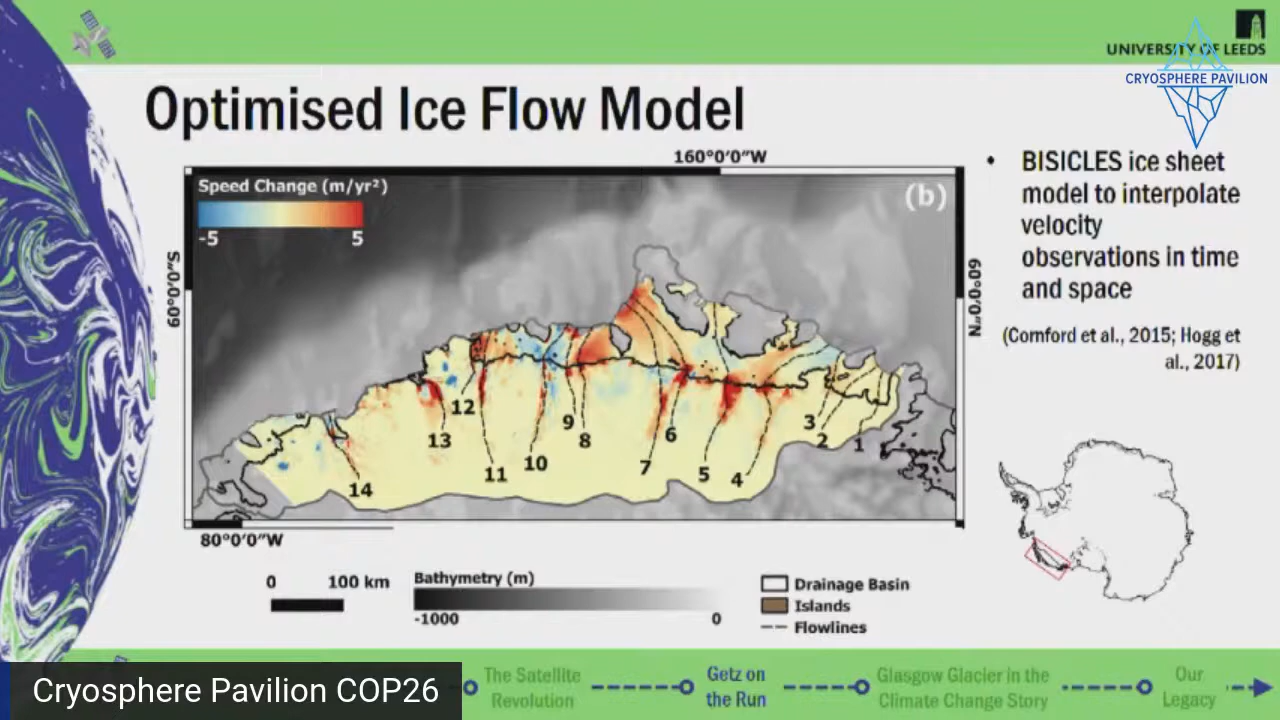 UNIVERSITY OF LEEDS
CRYOSPHERE PAVILION
Optimised Ice Flow Model
160°0'0"W
Speed Change (m/yr²)
-5 5
(b)
60°0'0"S
60°0'0"N
12
13
11
10
9
8
7
6
5
4
3
2
1
14
80°0'0"W
• BISICLES ice sheet
model to interpolate
velocity
observations in time
and space
(Cornford et al., 2015; Hogg et
al., 2017)
0 100 km
Bathymetry (m)
-1000 0
Drainage Basin
Islands
Flowlines
Cryosphere Pavilion COP26
The Satellite
Revolution
Getz on
the Run
Glasgow Glacier in the
Climate Change Story
Our
Legacy